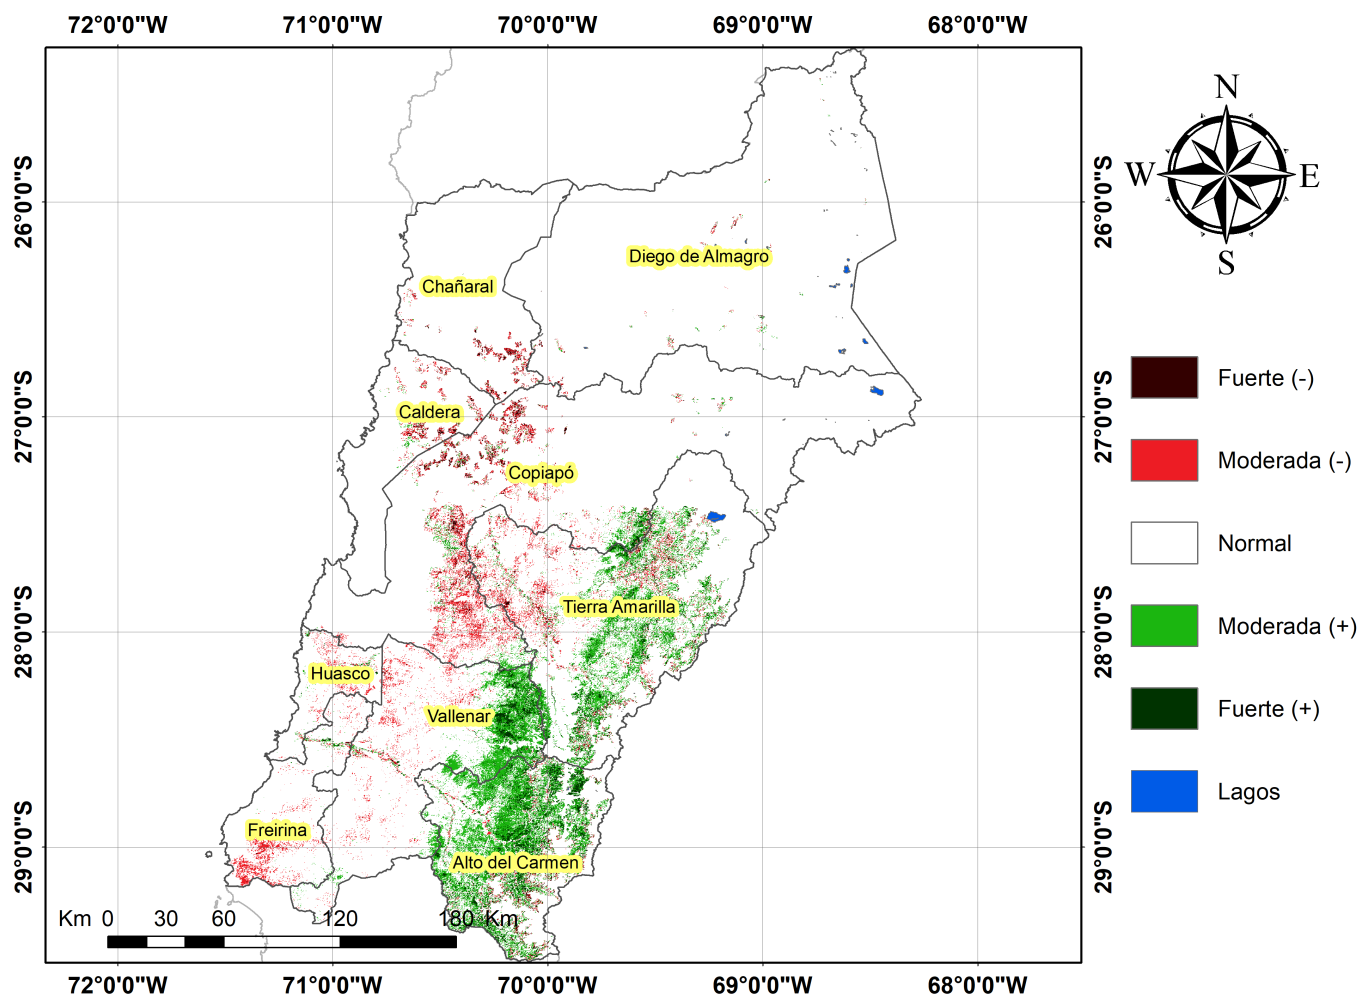 72°0'0"W 71°0'0"W 70°0'0"W 69°0'0"W 68°0'0"W
N
W E
S
26°0'0"S 26°0'0"S
Diego de Almagro
Chañaral
Fuerte (-)
27°0'0"S 27°0'0"S
Caldera
Moderada (-)
Copiapó
Normal
Tierra Amarilla
28°0'0"S 28°0'0"S
Moderada (+)
Huasco
Vallenar
Fuerte (+)
Lagos
Freirina
29°0'0"S 29°0'0"S
Alto del Carmen
Km 0 30 60 120 180 Km
72°0'0"W 71°0'0"W 70°0'0"W 69°0'0"W 68°0'0"W